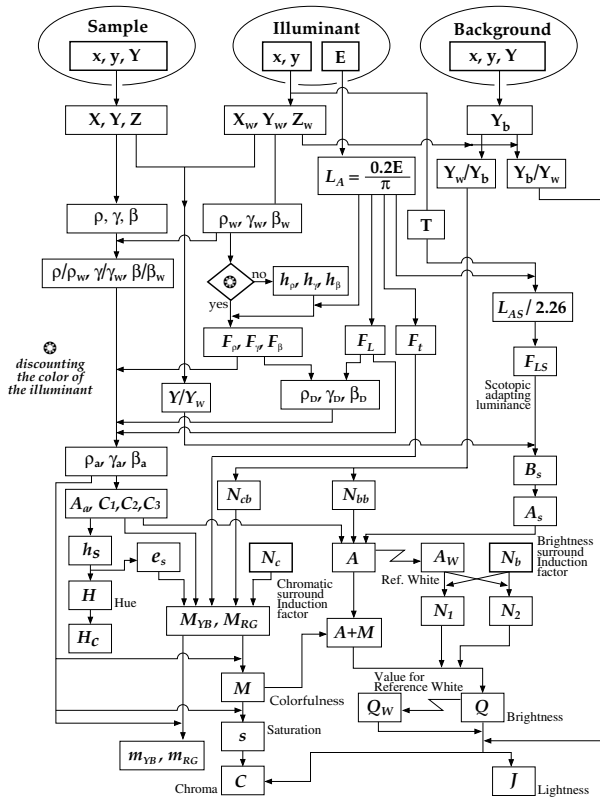 Sample
Illuminant
Background
x, y, Y
x, y
E
x, y, Y
X, Y, Z
Xw, Yw, Zw
Yb
LA = 0.2E / π
Yw/Yb
Yb/Yw
ρ, γ, β
ρw, γw, βw
T
ρ/ρw, γ/γw, β/βw
no
hρ, hγ, hβ
yes
LAS / 2.26
Fρ, Fγ, Fβ
FL
Ft
FLS
discounting
the color of
the illuminant
Scotopic
adapting
luminance
Y/Yw
ρD, γD, βD
ρa, γa, βa
Bs
Aa, C1, C2, C3
Ncb
Nbb
As
hs
es
Nc
A
AW
Nb
Brightness
surround
Induction
factor
Ref. White
H
Hue
Chromatic
surround
Induction
factor
MYB, MRG
N1
N2
HC
A+M
M
Colorfulness
Value for
Reference White
QW
Q
Brightness
s
Saturation
mYB, mRG
Chroma
C
J
Lightness